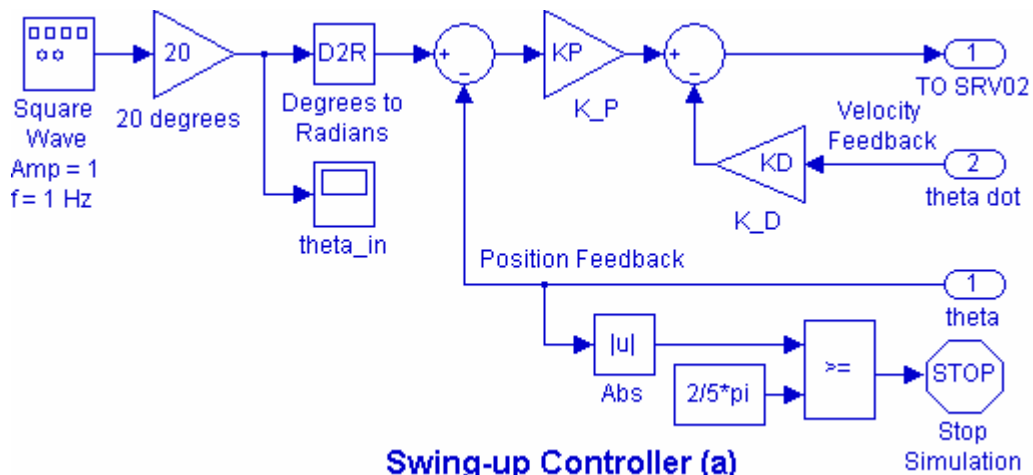 20
D2R
+
-
KP
+
-
1
TO SRV02
Square
Wave
Amp = 1
f = 1 Hz
20 degrees
Degrees to
Radians
K_P
Velocity
Feedback
KD
2
theta dot
K_D
theta_in
Position Feedback
1
theta
|u|
Abs
2/5*pi
>=
STOP
Stop
Simulation
Swing-up Controller (a)